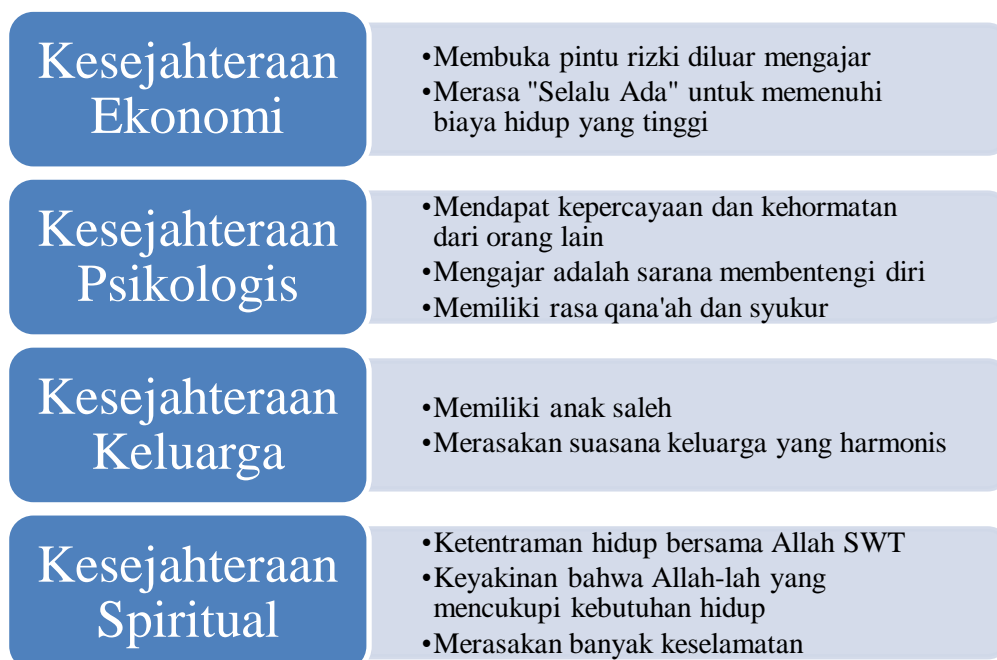 Kesejahteraan
Ekonomi
•Membuka pintu rizki diluar mengajar
•Merasa "Selalu Ada" untuk memenuhi
biaya hidup yang tinggi
Kesejahteraan
Psikologis
•Mendapat kepercayaan dan kehormatan
dari orang lain
•Mengajar adalah sarana membentengi diri
•Memiliki rasa qana'ah dan syukur
Kesejahteraan
Keluarga
•Memiliki anak saleh
•Merasakan suasana keluarga yang harmonis
Kesejahteraan
Spiritual
•Ketentraman hidup bersama Allah SWT
•Keyakinan bahwa Allah-lah yang
mencukupi kebutuhan hidup
•Merasakan banyak keselamatan